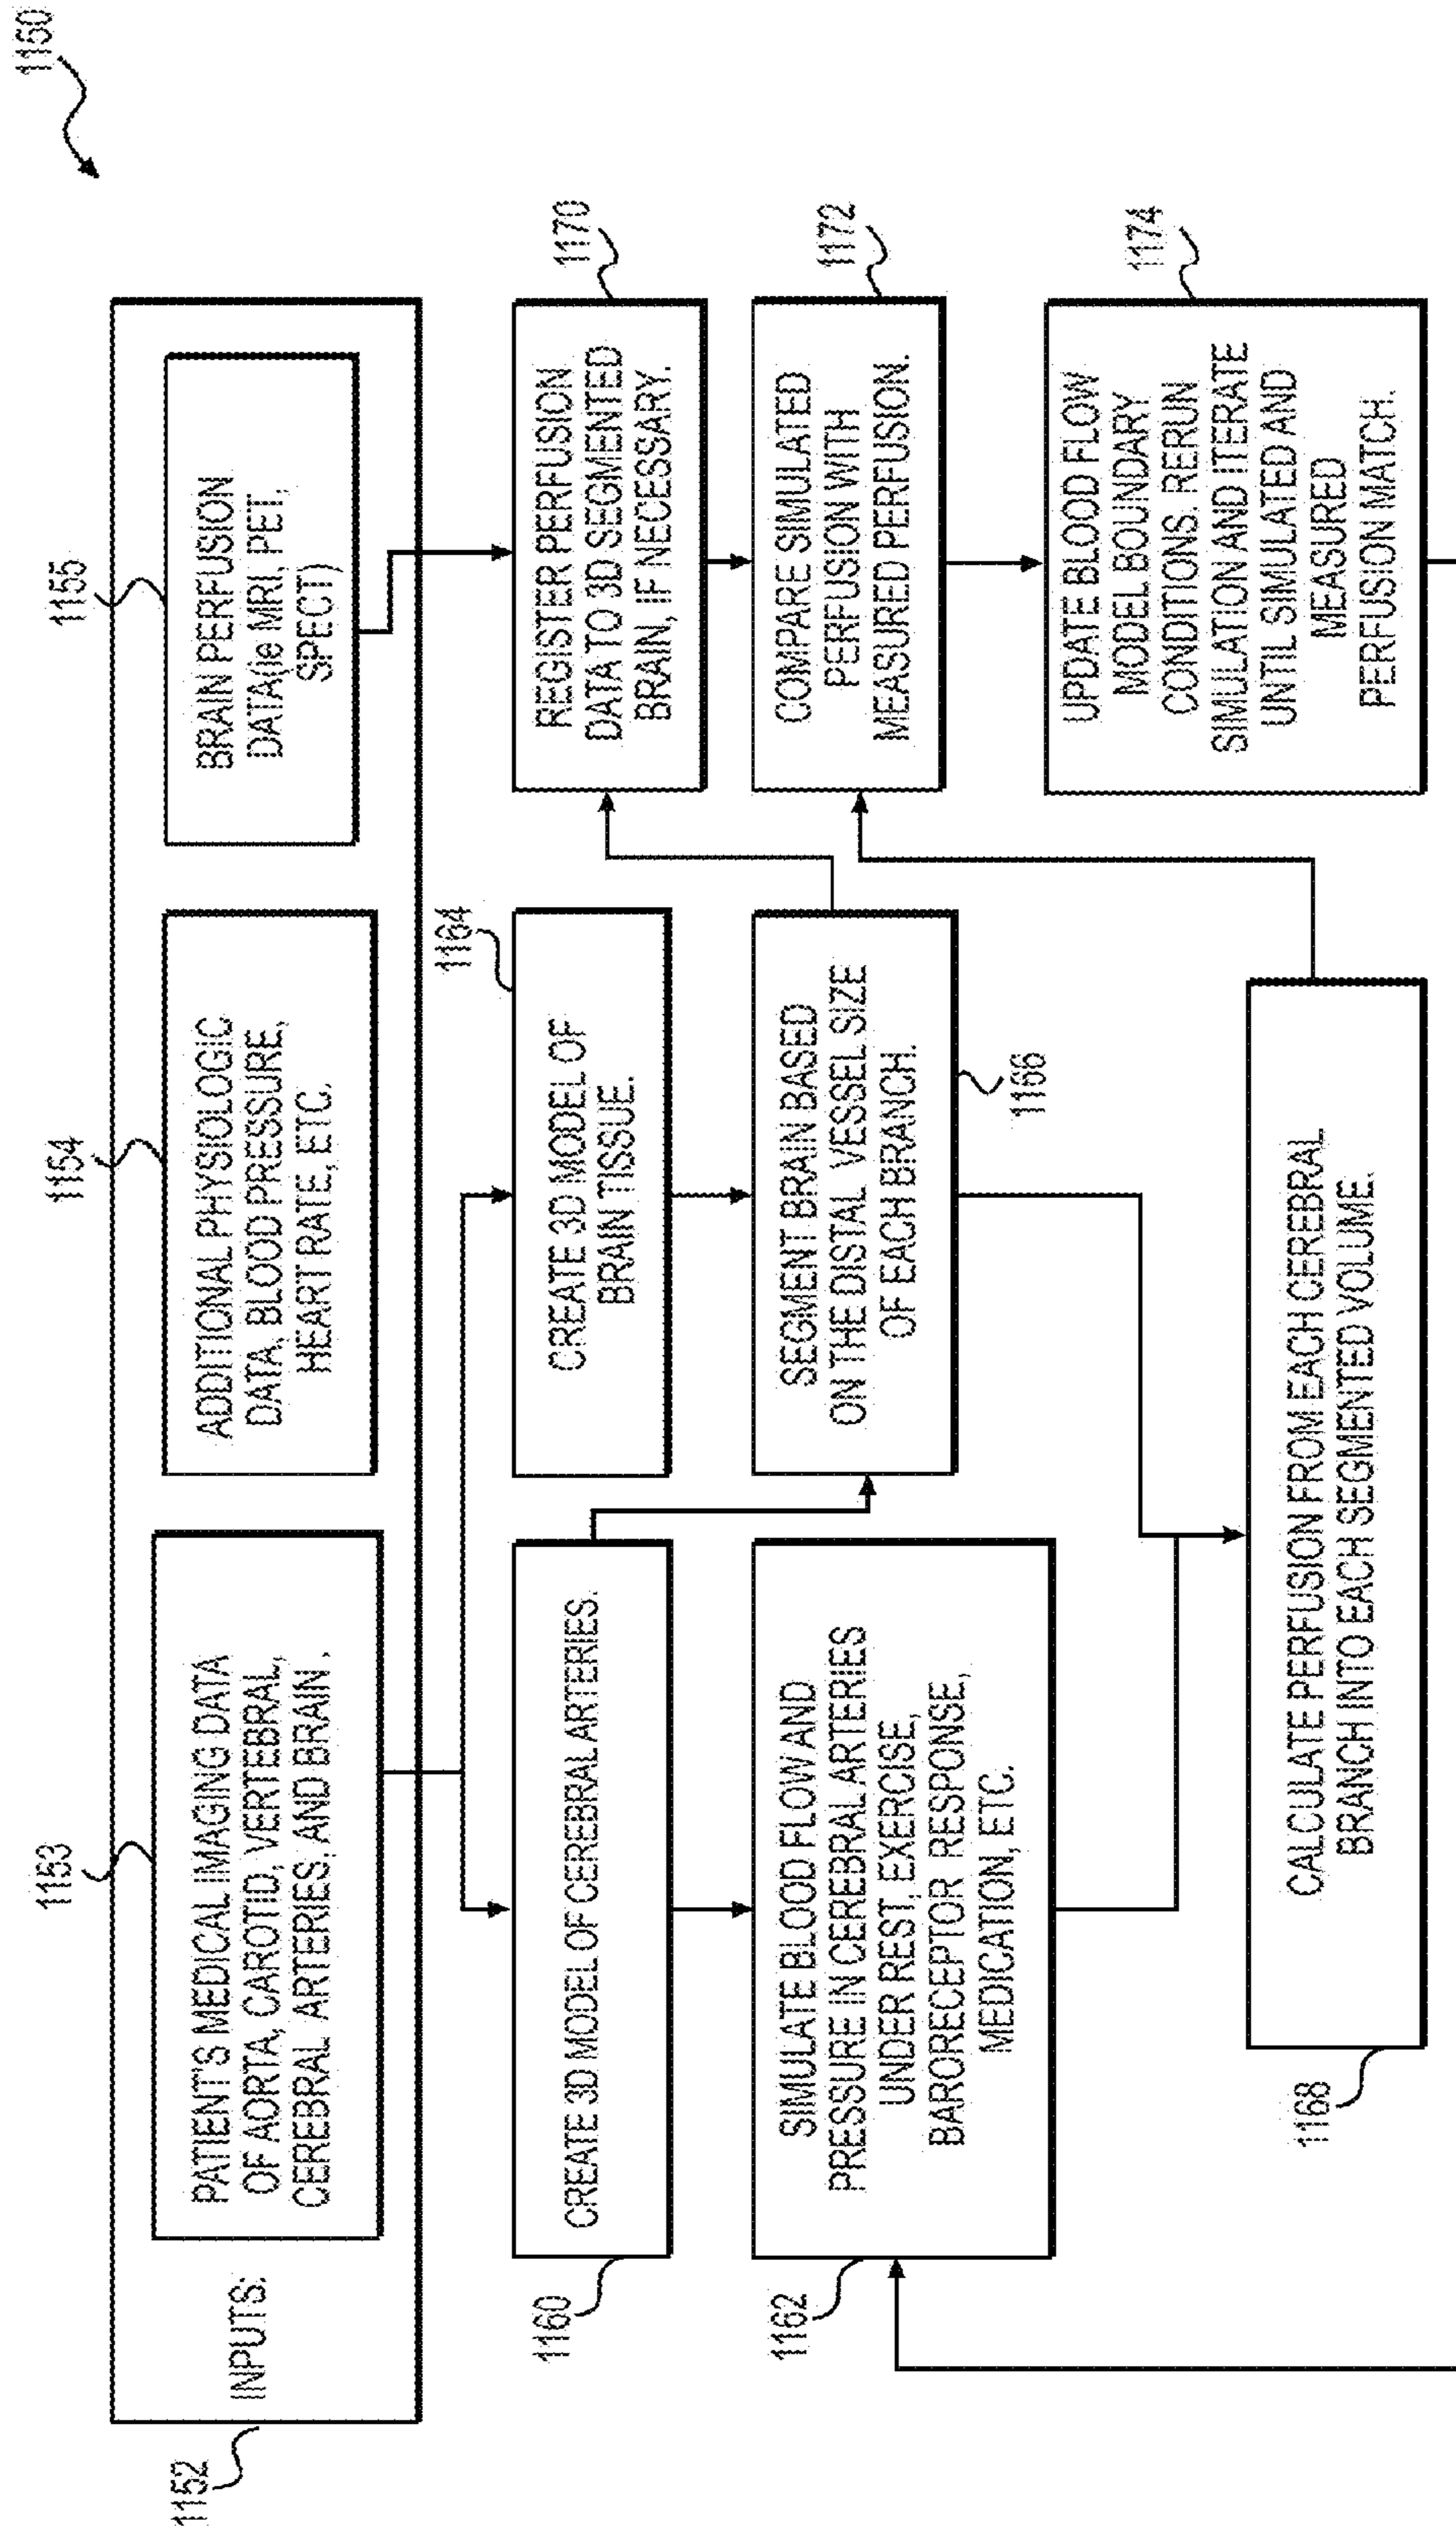 1150
1152
INPUTS:
1153
PATIENT'S MEDICAL IMAGING DATA
OF AORTA, CAROTID, VERTEBRAL,
CEREBRAL ARTERIES, AND BRAIN.
1154
ADDITIONAL PHYSIOLOGIC
DATA, BLOOD PRESSURE,
HEART RATE, ETC.
1155
BRAIN PERFUSION
DATA(ie MRI, PET,
SPECT)
1160
CREATE 3D MODEL OF CEREBRAL ARTERIES.
1164
CREATE 3D MODEL OF
BRAIN TISSUE.
1170
REGISTER PERFUSION
DATA TO 3D SEGMENTED
BRAIN, IF NECESSARY.
1162
SIMULATE BLOOD FLOW AND
PRESSURE IN CEREBRAL ARTERIES
UNDER REST, EXERCISE,
BARORECEPTOR RESPONSE,
MEDICATION, ETC.
SEGMENT BRAIN BASED
ON THE DISTAL VESSEL SIZE
OF EACH BRANCH.
1166
1172
COMPARE SIMULATED
PERFUSION WITH
MEASURED PERFUSION.
1168
CALCULATE PERFUSION FROM EACH CEREBRAL
BRANCH INTO EACH SEGMENTED VOLUME.
1174
UPDATE BLOOD FLOW
MODEL BOUNDARY
CONDITIONS. RERUN
SIMULATION AND ITERATE
UNTIL SIMULATED AND
MEASURED
PERFUSION MATCH.